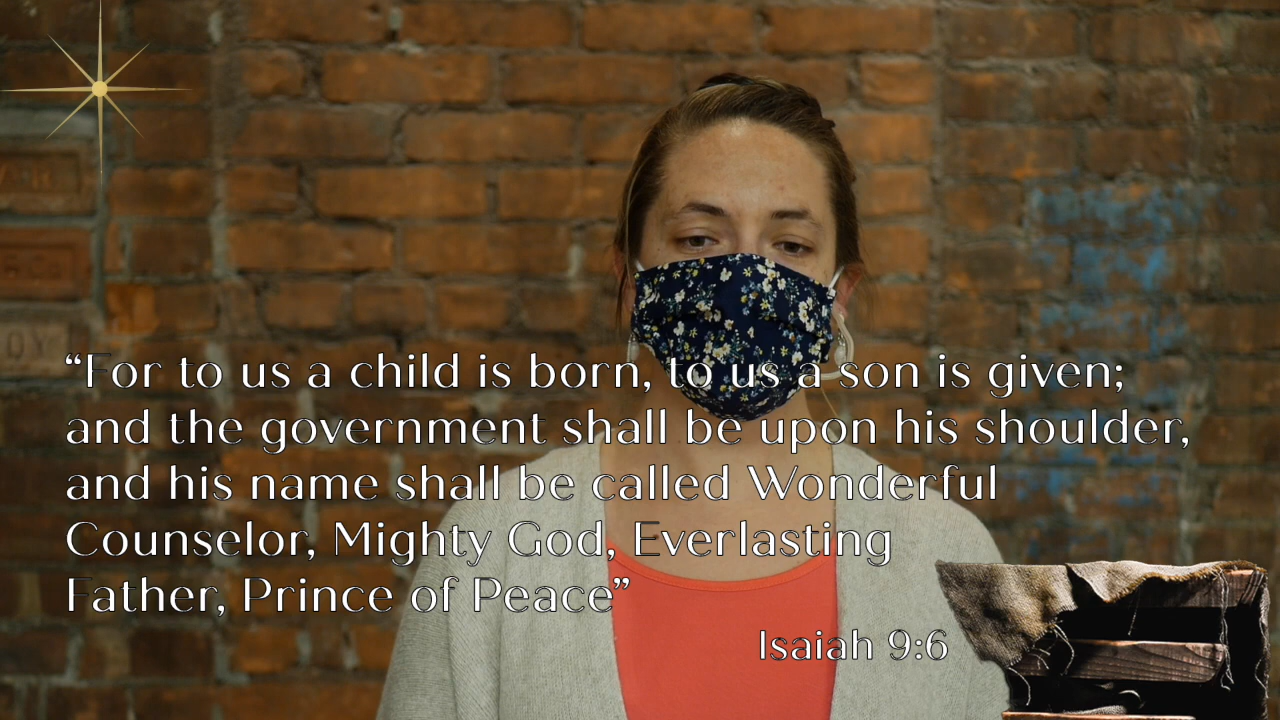 “For to us a child is born, to us a son is given;
and the government shall be upon his shoulder,
and his name shall be called Wonderful
Counselor, Mighty God, Everlasting
Father, Prince of Peace”
Isaiah 9:6